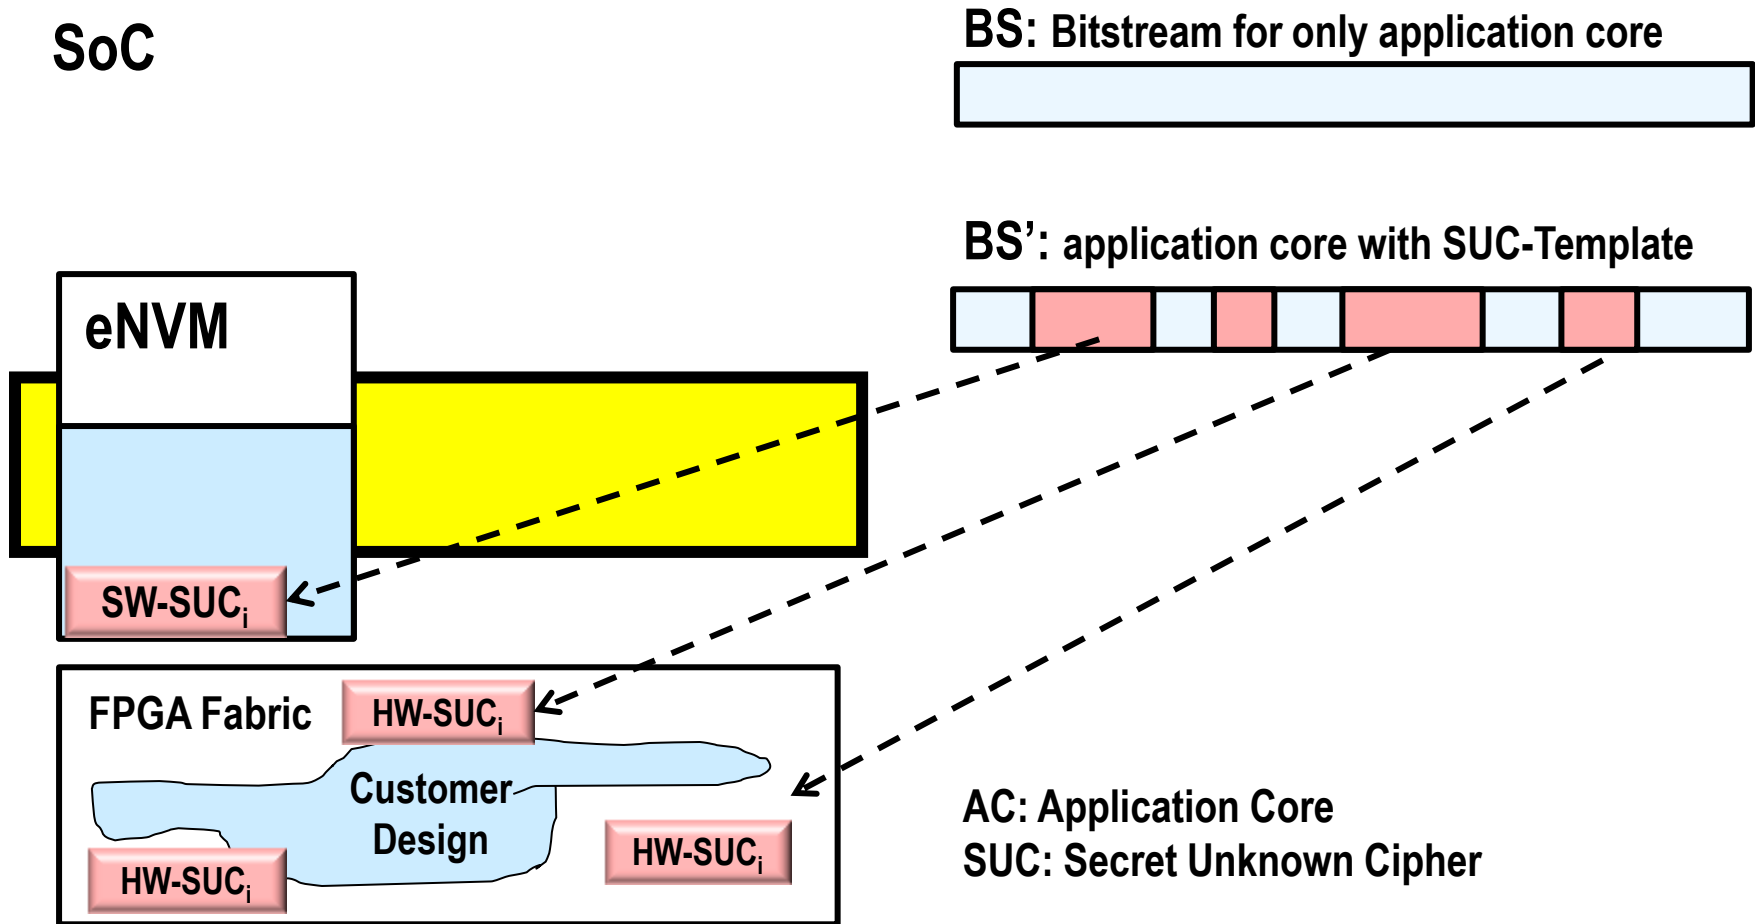 SoC
BS: Bitstream for only application core
BS’: application core with SUC-Template
eNVM
SW-SUCi
FPGA Fabric
HW-SUCi
Customer
Design
HW-SUCi
HW-SUCi
AC: Application Core
SUC: Secret Unknown Cipher